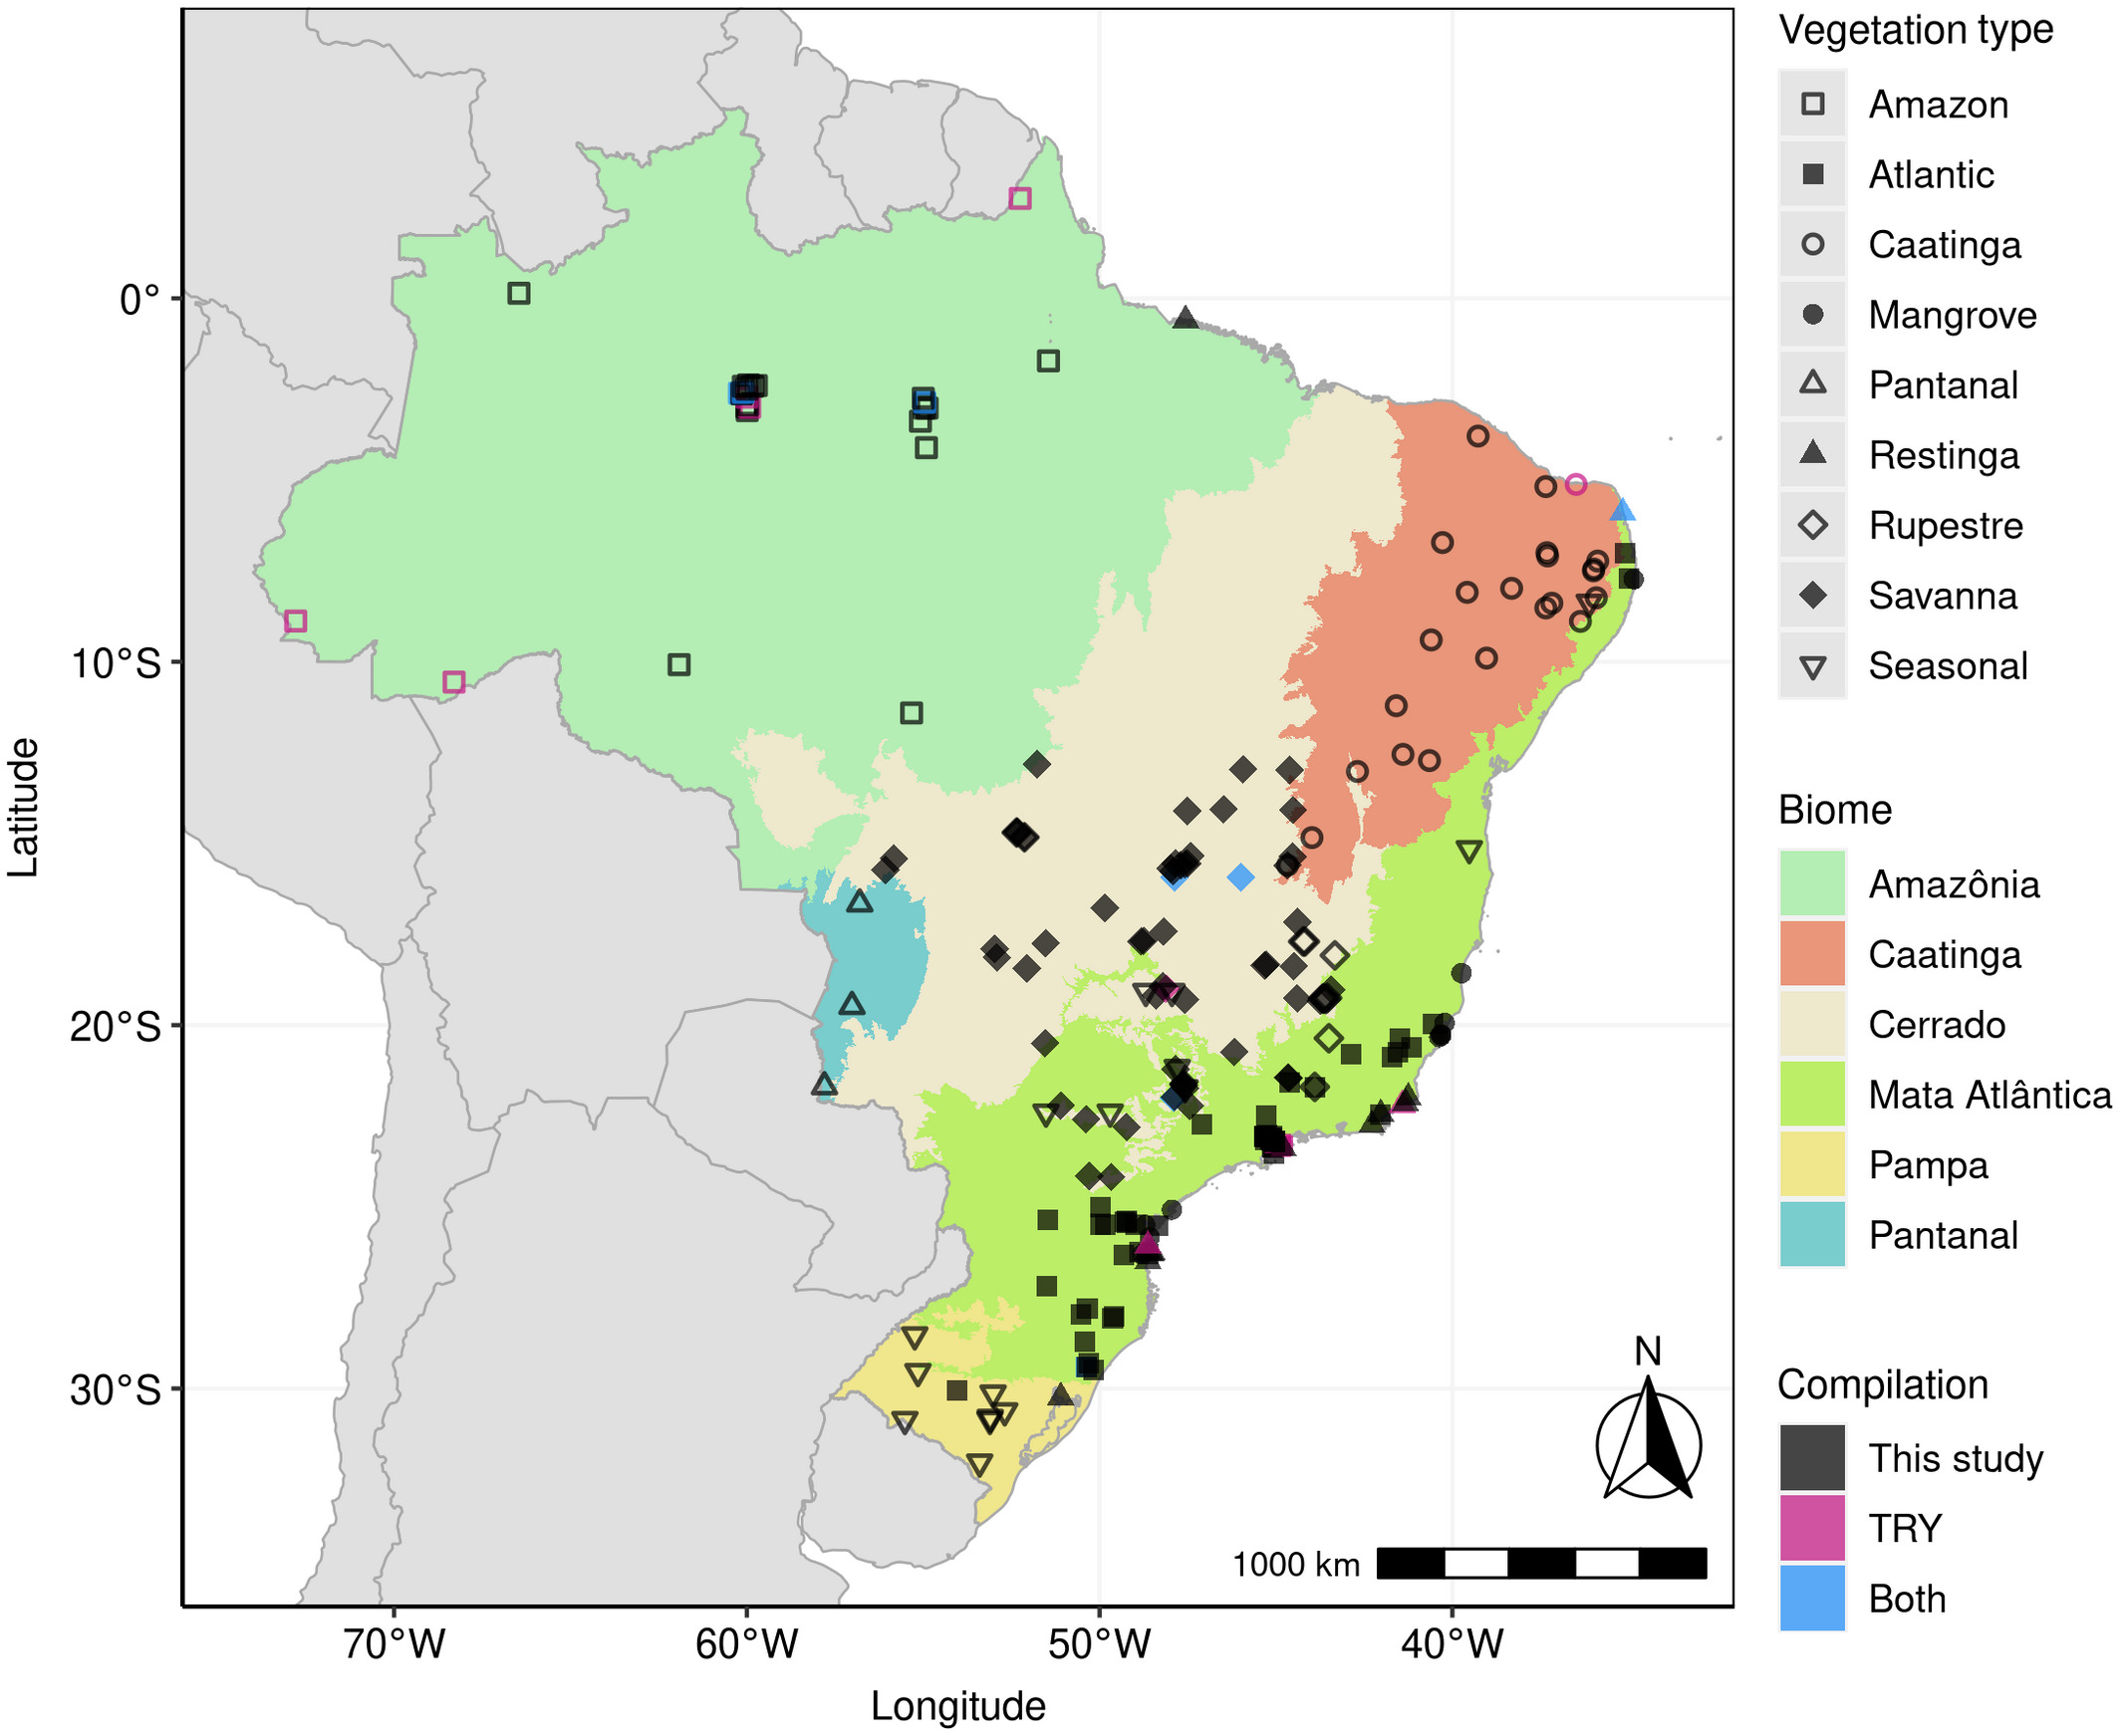 Vegetation type
Amazon
Atlantic
Caatinga
Mangrove
Pantanal
Restinga
Rupestre
Savanna
Seasonal
Biome
Amazônia
Caatinga
Cerrado
Mata Atlântica
Pampa
Pantanal
Compilation
This study
TRY
Both
Latitude
0°
10°S
20°S
30°S
N
1000 km
70°W
60°W
50°W
40°W
Longitude